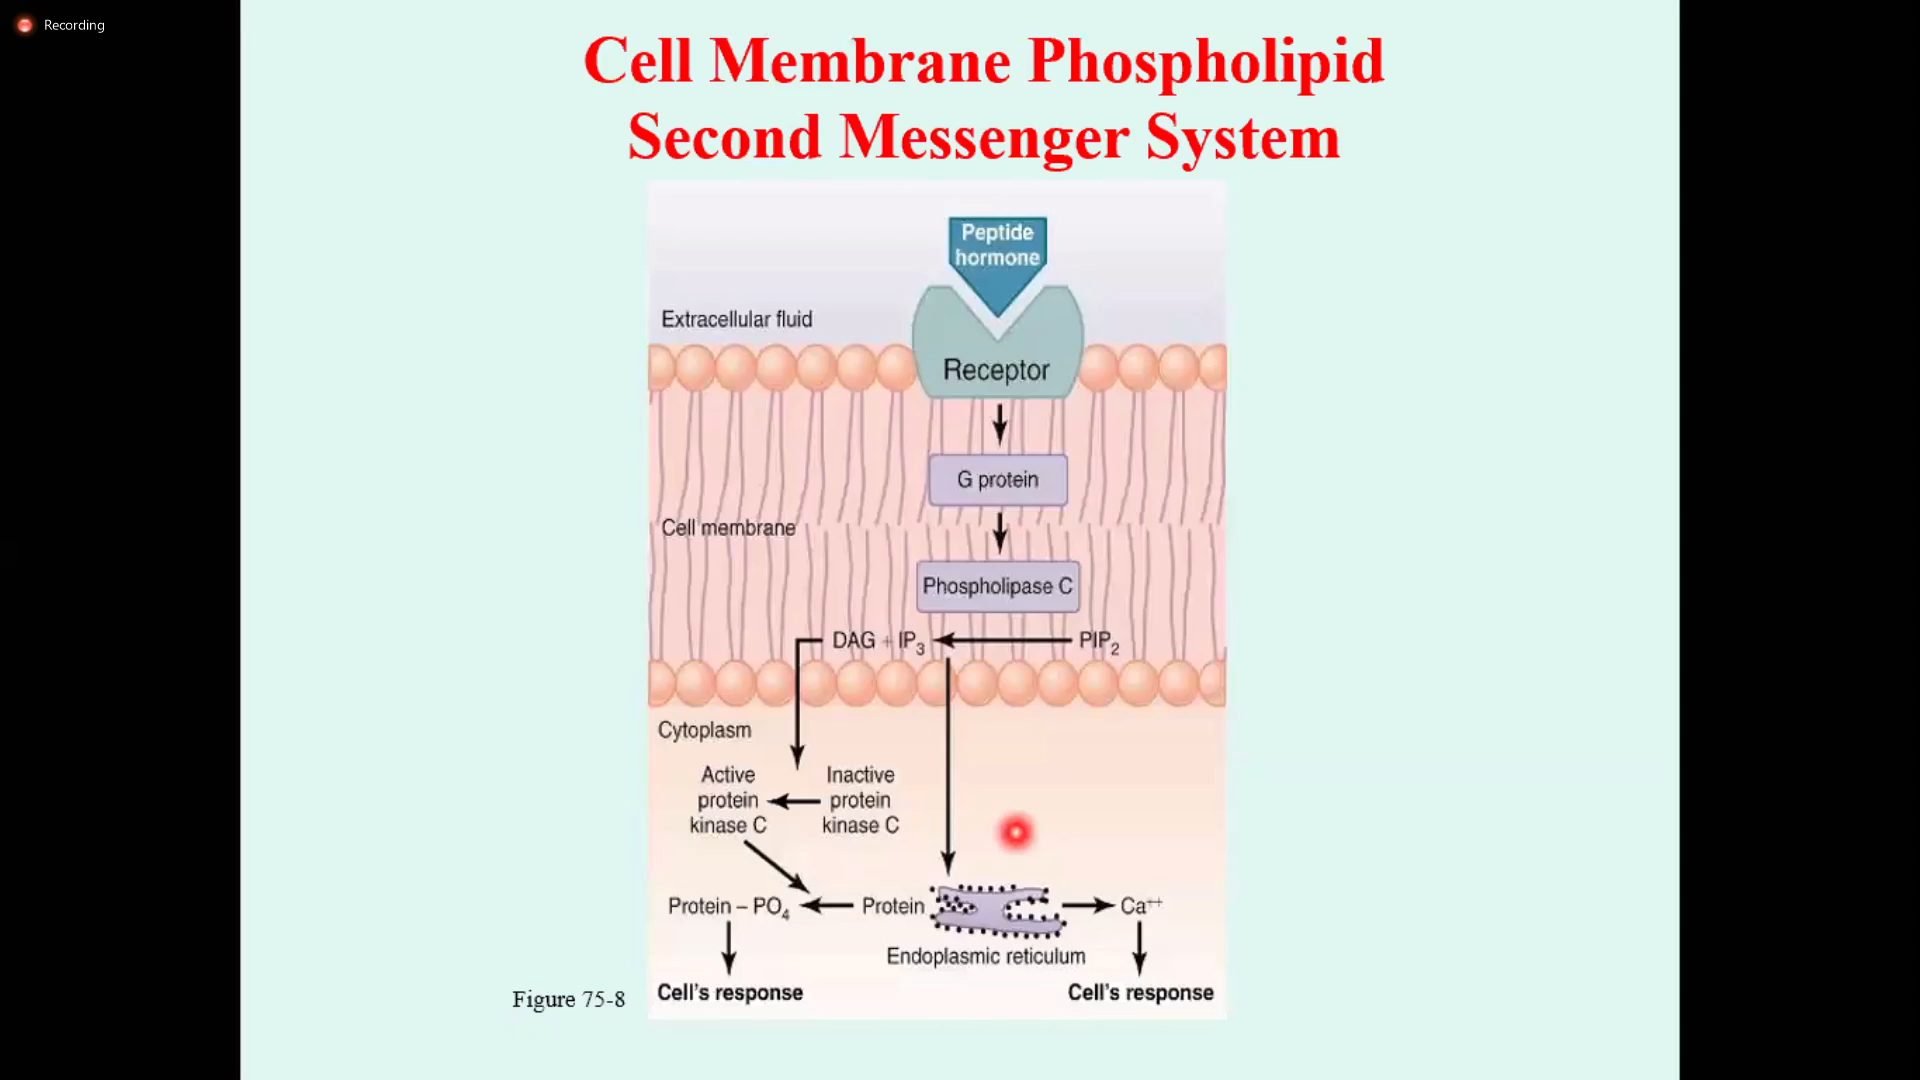 Recording
Cell Membrane Phospholipid
Second Messenger System
Peptide
hormone
Extracellular fluid
Receptor
G protein
Cell membrane
Phospholipase C
DAG + IP₃
PIP₂
Cytoplasm
Active
protein
kinase C
Inactive
protein
kinase C
Protein – PO₄
Protein
Ca⁺⁺
Endoplasmic reticulum
Cell's response
Cell's response
Figure 75-8